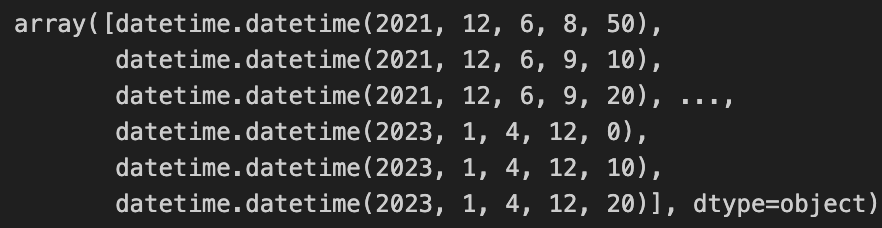 array([datetime.datetime(2021, 12, 6, 8, 50),
       datetime.datetime(2021, 12, 6, 9, 10),
       datetime.datetime(2021, 12, 6, 9, 20), ...,
       datetime.datetime(2023, 1, 4, 12, 0),
       datetime.datetime(2023, 1, 4, 12, 10),
       datetime.datetime(2023, 1, 4, 12, 20)], dtype=object)